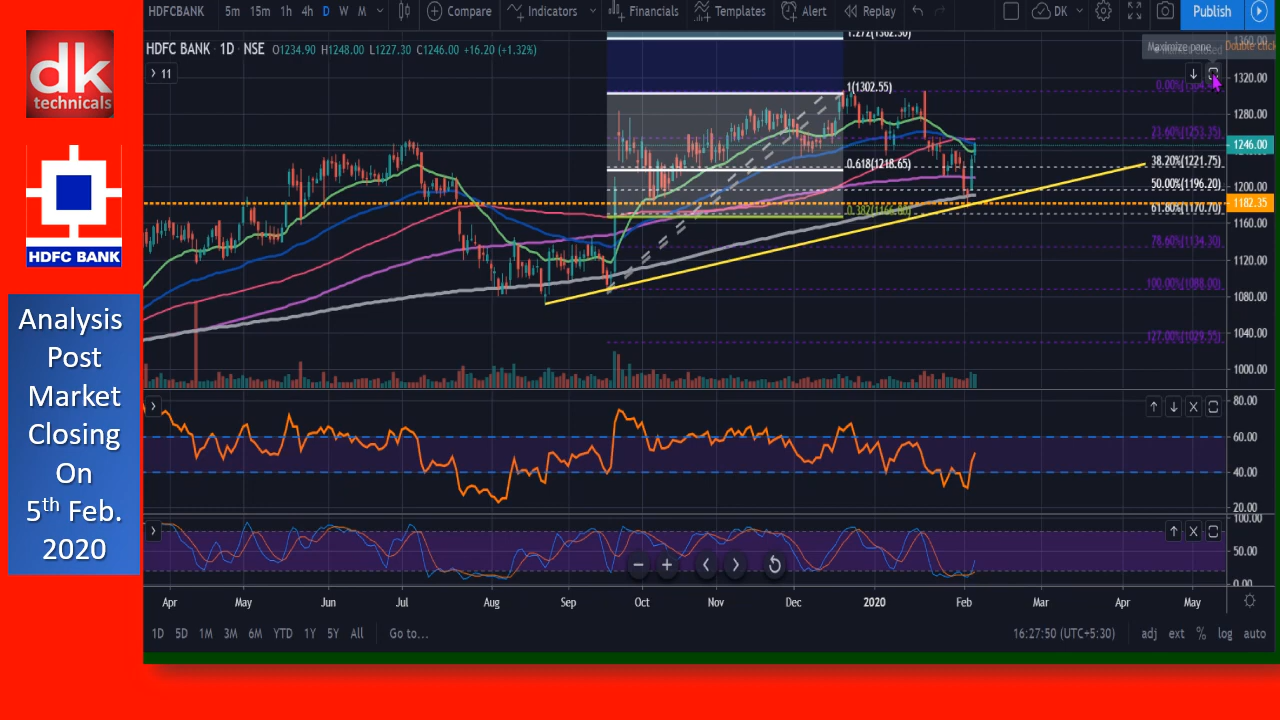 dk
technicals
HDFC BANK
Analysis
Post
Market
Closing
On
5th Feb.
2020
HDFCBANK 5m 15m 1h 4h D W M Compare Indicators Financials Templates Alert Replay DK Publish
HDFC BANK · 1D · NSE O1234.90 H1248.00 L1227.30 C1246.00 +16.20 (+1.32%)
11
Maximize pane Double
1(1302.55)
0.618(1218.65)
23.60%(1253.35)
38.20%(1221.75)
50.00%(1196.20)
61.80%(1170.70)
78.60%(1134.30)
100.00%(1088.00)
127.00%(1029.55)
1320.00
1280.00
1246.00
1200.00
1182.35
1160.00
1120.00
1080.00
1040.00
1000.00
80.00
60.00
40.00
20.00
100.00
50.00
0.00
Apr May Jun Jul Aug Sep Oct Nov Dec 2020 Feb Mar Apr May
1D 5D 1M 3M 6M YTD 1Y 5Y All Go to... 16:27:50 (UTC+5:30) adj ext % log auto